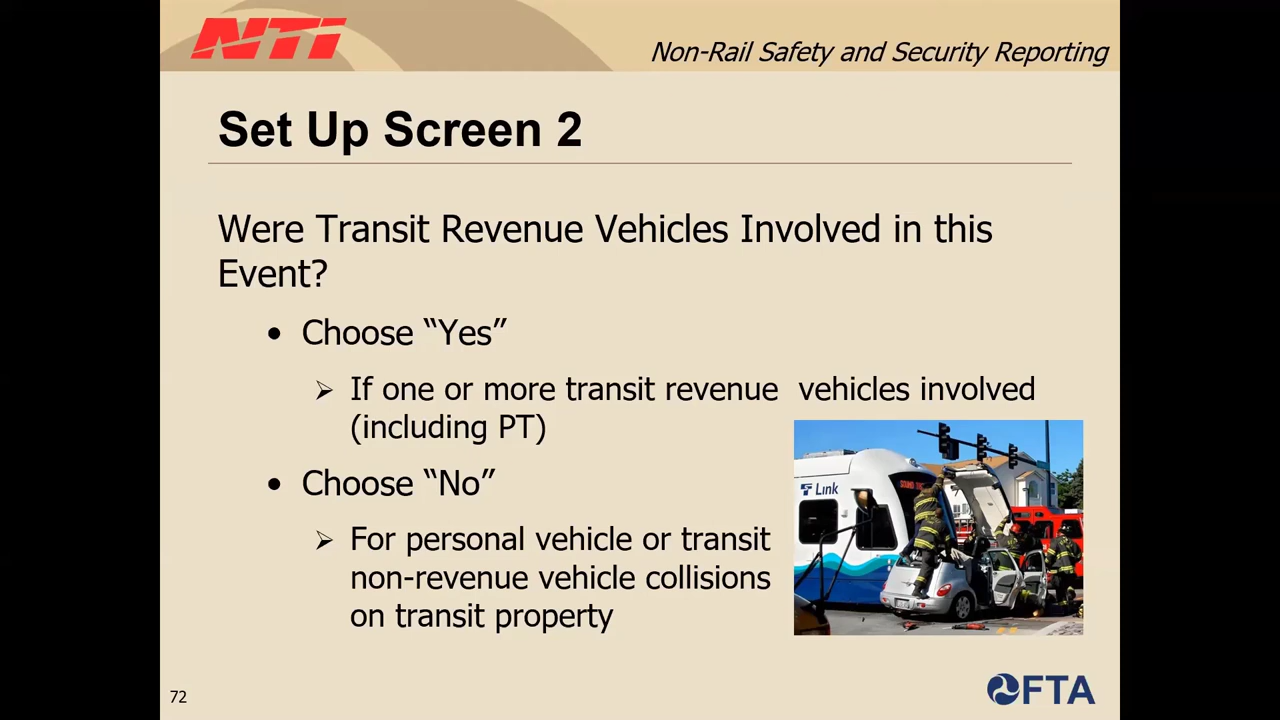 NTI
Non-Rail Safety and Security Reporting
Set Up Screen 2
Were Transit Revenue Vehicles Involved in this
Event?
• Choose “Yes”
➢ If one or more transit revenue vehicles involved
(including PT)
• Choose “No”
➢ For personal vehicle or transit
non-revenue vehicle collisions
on transit property
LINK
72
FTA